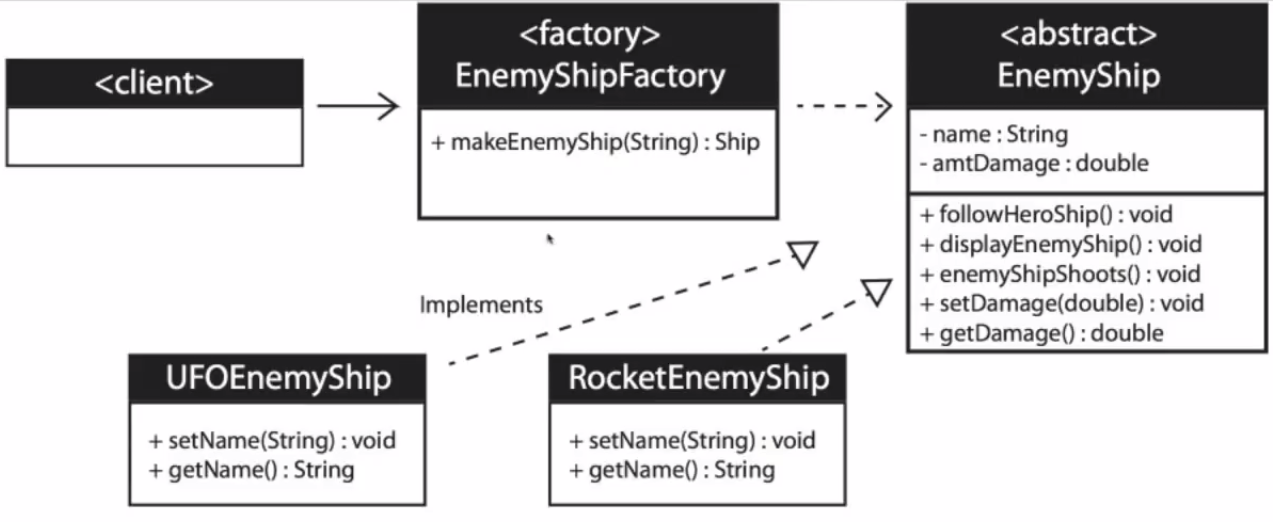 <client>
<factory>
EnemyShipFactory
+ makeEnemyShip(String) : Ship
<abstract>
EnemyShip
- name : String
- amtDamage : double
+ followHeroShip() : void
+ displayEnemyShip() : void
+ enemyShipShoots() : void
+ setDamage(double) : void
+ getDamage() : double
Implements
UFOEnemyShip
+ setName(String) : void
+ getName() : String
RocketEnemyShip
+ setName(String) : void
+ getName() : String